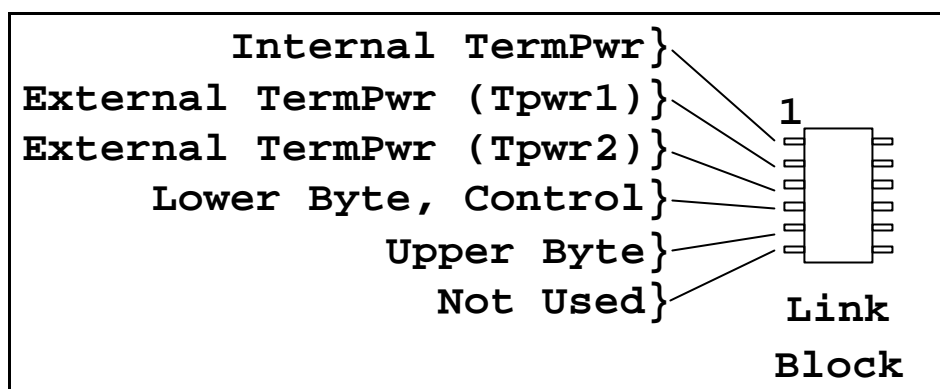 Internal TermPwr}
External TermPwr (Tpwr1)}
1
External TermPwr (Tpwr2)}
Lower Byte, Control}
Upper Byte}
Not Used}
Link
Block